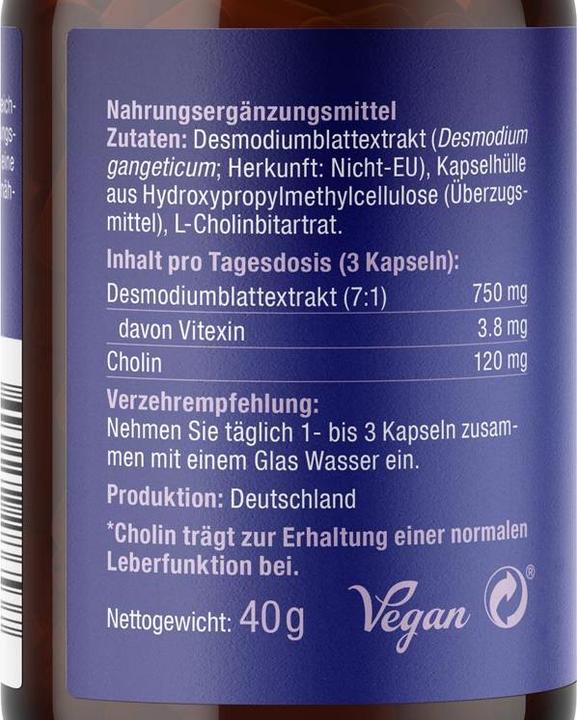 Nahrungsergänzungsmittel
Zutaten: Desmodiumblattextrakt (Desmodium
gangeticum; Herkunft: Nicht-EU), Kapselhülle
aus Hydroxypropylmethylcellulose (Überzugs-
mittel), L-Cholinbitartrat.
Inhalt pro Tagesdosis (3 Kapseln):
Desmodiumblattextrakt (7:1) 750 mg
davon Vitexin 3.8 mg
Cholin 120 mg
Verzehrempfehlung:
Nehmen Sie täglich 1- bis 3 Kapseln zusam-
men mit einem Glas Wasser ein.
Produktion: Deutschland
*Cholin trägt zur Erhaltung einer normalen
Leberfunktion bei.
Nettogewicht: 40 g
Vegan ®